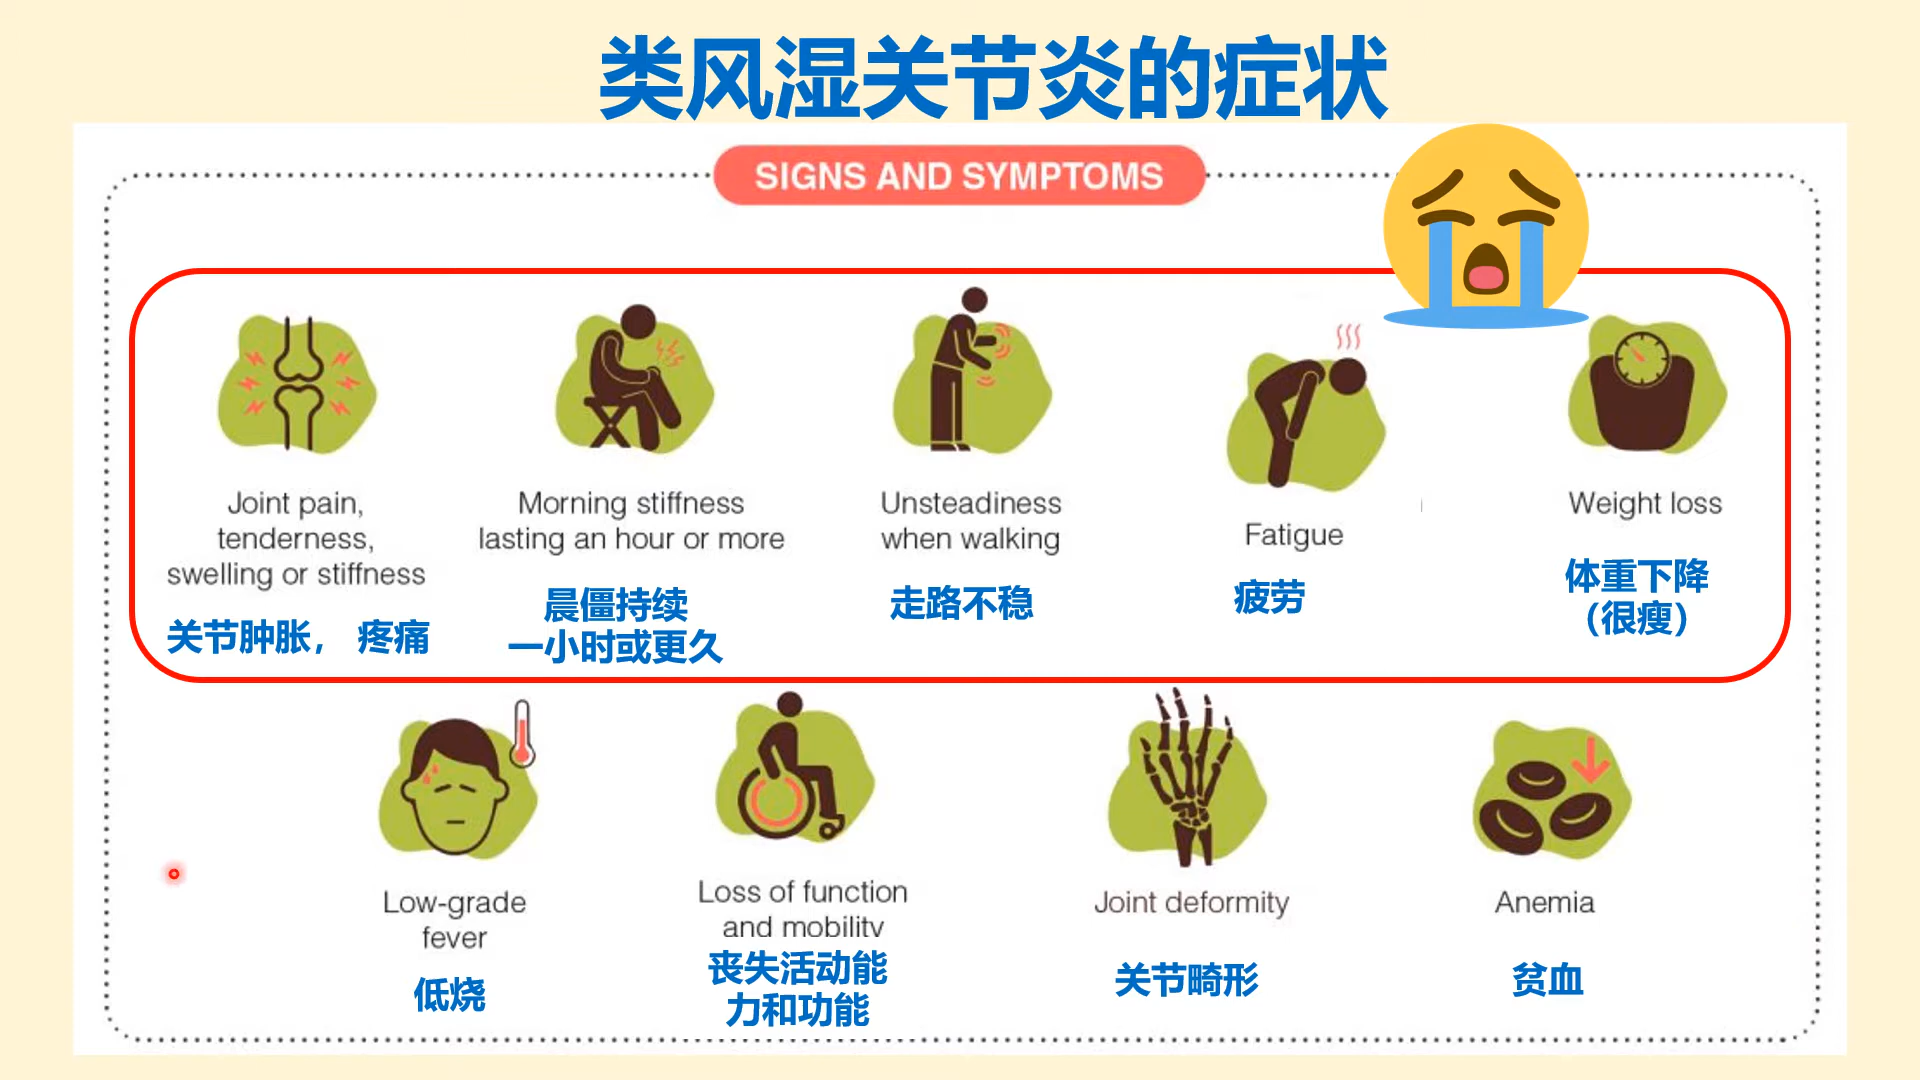 类风湿关节炎的症状
SIGNS AND SYMPTOMS
Joint pain,
tenderness,
swelling or stiffness
关节肿胀， 疼痛
Morning stiffness
lasting an hour or more
晨僵持续
一小时或更久
Unsteadiness
when walking
走路不稳
Fatigue
疲劳
Weight loss
体重下降
（很瘦）
Low-grade
fever
低烧
Loss of function
and mobility
丧失活动能
力和功能
Joint deformity
关节畸形
Anemia
贫血